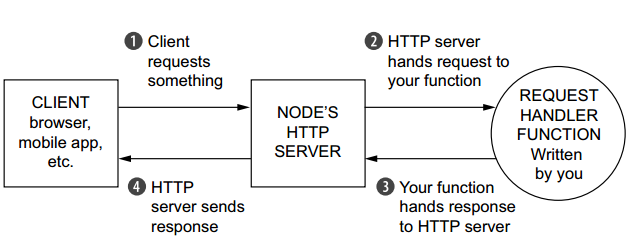 1 Client
requests
something
2 HTTP server
hands request to
your function
CLIENT
browser,
mobile app,
etc.
NODE'S
HTTP
SERVER
REQUEST
HANDLER
FUNCTION
Written
by you
4 HTTP
server sends
response
3 Your function
hands response
to HTTP server